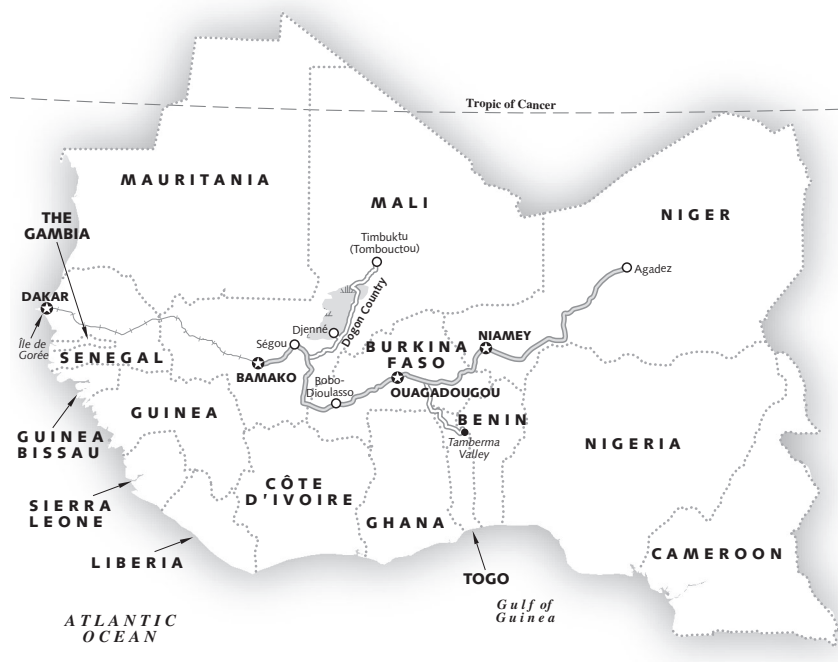 Tropic of Cancer
MAURITANIA
MALI
NIGER
THE
GAMBIA
Timbuktu
(Tombouctou)
Agadez
DAKAR
Île de
Gorée
Dogon Country
Djenné
Ségou
BURKINA
FASO
NIAMEY
SENEGAL
BAMAKO
Bobo-
Dioulasso
OUAGADOUGOU
GUINEA
BENIN
Tamberma
Valley
GUINEA
BISSAU
NIGERIA
CÔTE
D'IVOIRE
SIERRA
LEONE
GHANA
LIBERIA
CAMEROON
TOGO
Gulf of
Guinea
ATLANTIC
OCEAN